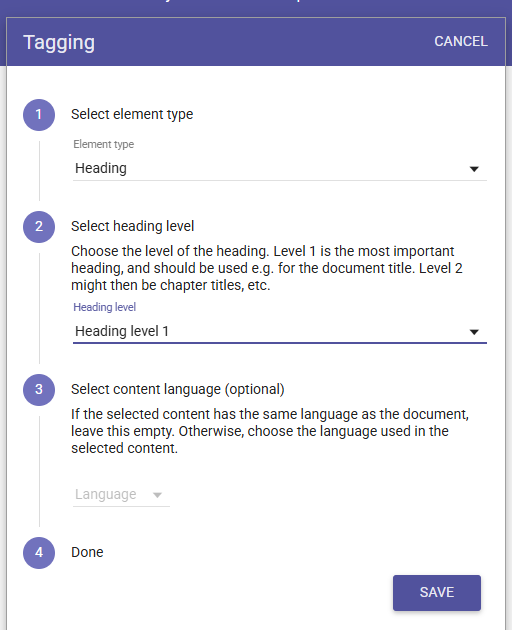 Tagging
CANCEL
1
Select element type
Element type
Heading
2
Select heading level
Choose the level of the heading. Level 1 is the most important
heading, and should be used e.g. for the document title. Level 2
might then be chapter titles, etc.
Heading level
Heading level 1
3
Select content language (optional)
If the selected content has the same language as the document,
leave this empty. Otherwise, choose the language used in the
selected content.
Language
4
Done
SAVE